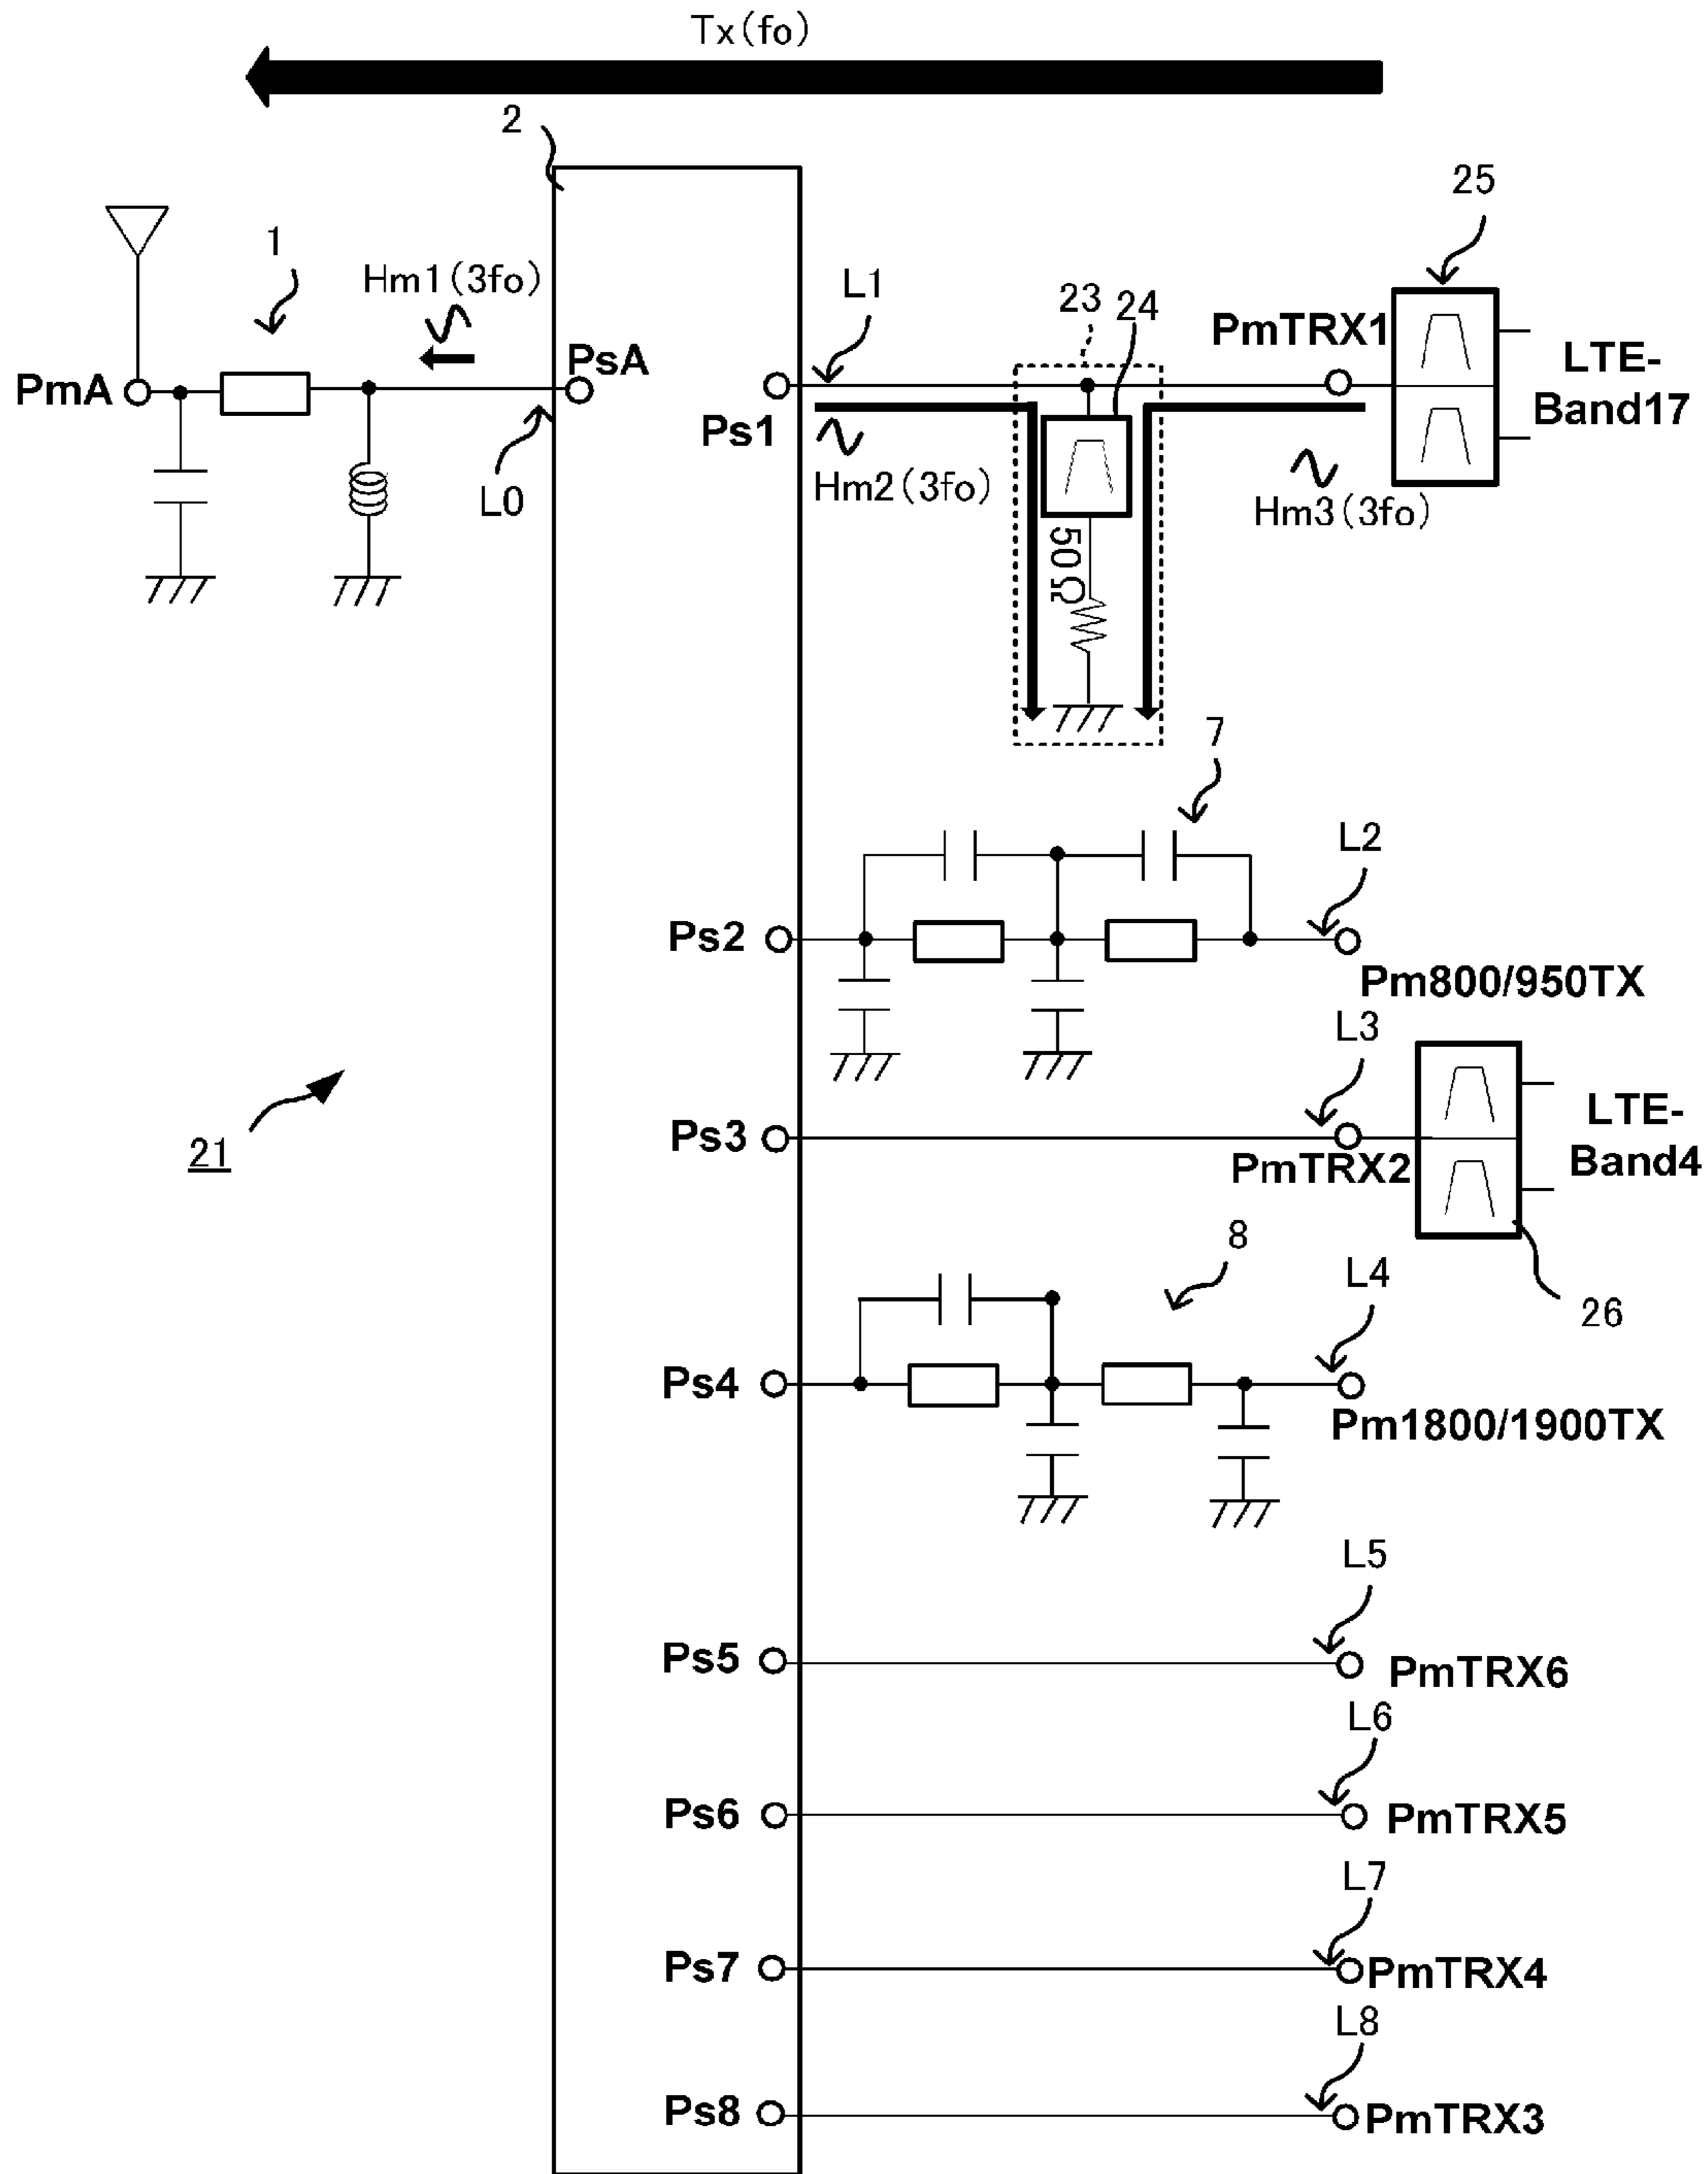 Tx(fo)
2
25
1
Hm1(3fo)
L1
23
24
PmTRX1
LTE-
Band17
PmA
PsA
Ps1
L0
Hm2(3fo)
50Ω
Hm3(3fo)
7
L2
Ps2
Pm800/950TX
L3
21
Ps3
PmTRX2
LTE-
Band4
8
L4
26
Ps4
Pm1800/1900TX
L5
Ps5
PmTRX6
L6
Ps6
PmTRX5
L7
Ps7
PmTRX4
L8
Ps8
PmTRX3